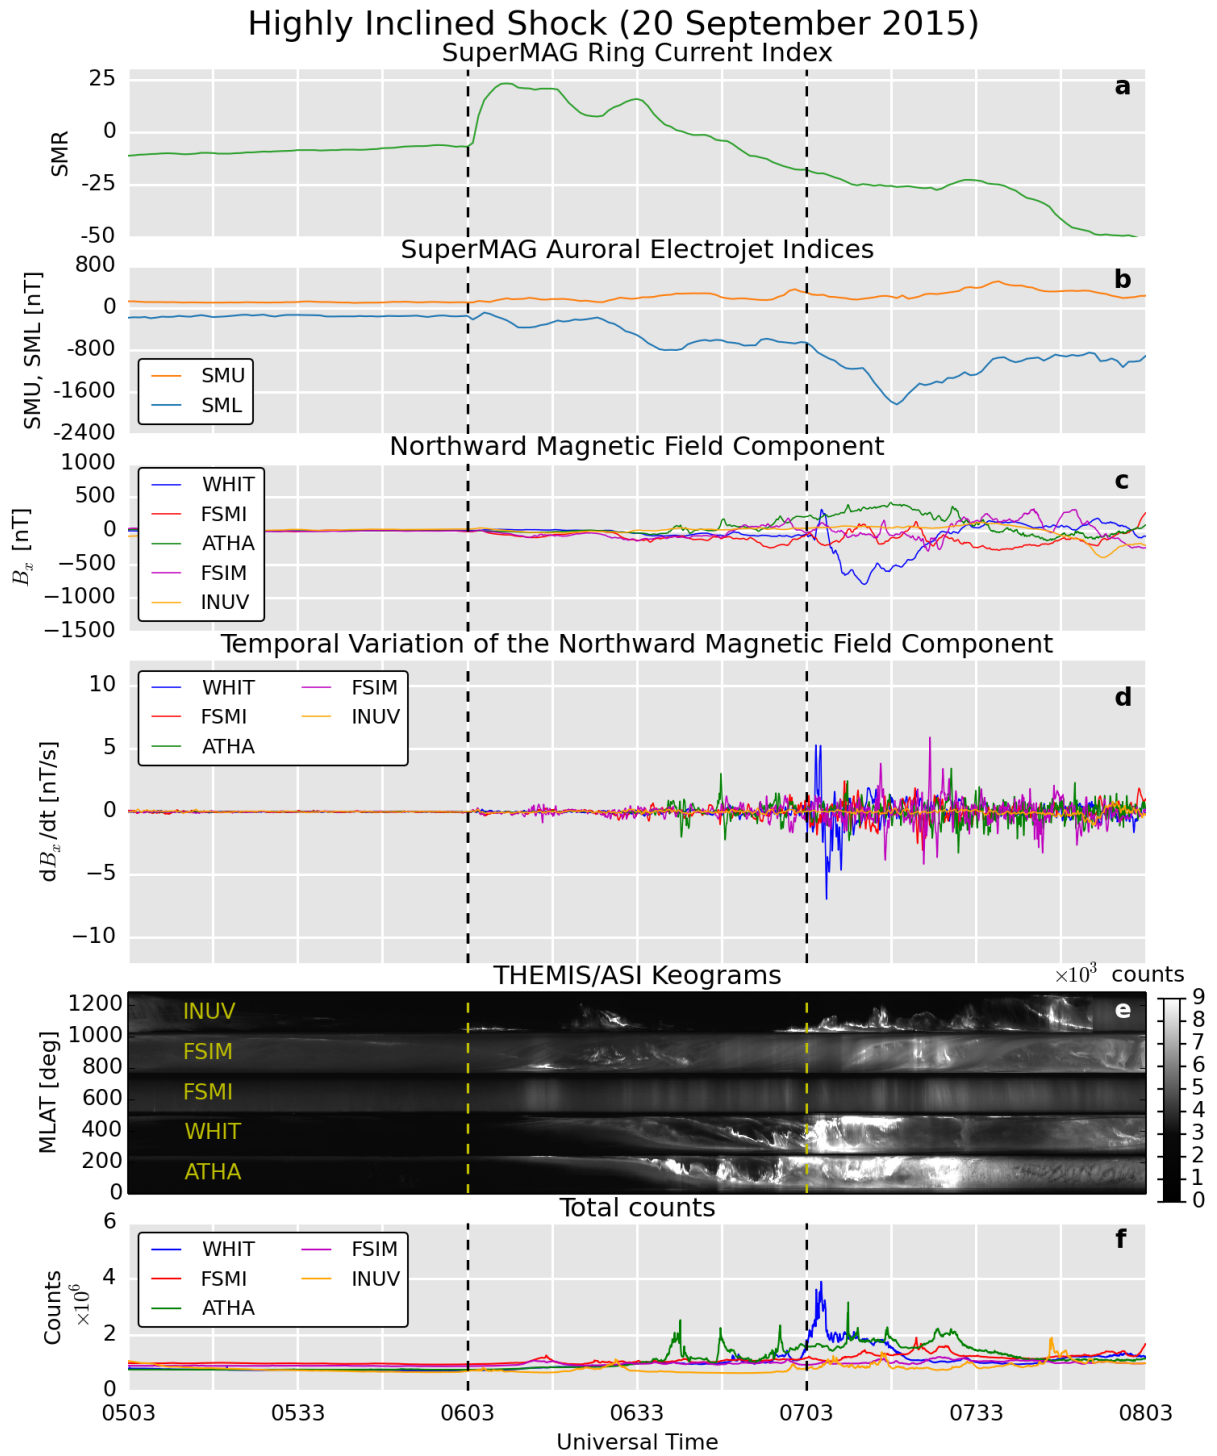 Highly Inclined Shock (20 September 2015)
SuperMAG Ring Current Index
a
SMR
25
0
-25
-50
SuperMAG Auroral Electrojet Indices
b
SMU, SML [nT]
800
0
-800
-1600
-2400
SMU
SML
Northward Magnetic Field Component
c
Bₓ [nT]
1000
500
0
−500
−1000
−1500
WHIT
FSMI
ATHA
FSIM
INUV
Temporal Variation of the Northward Magnetic Field Component
d
dBₓ/dt [nT/s]
10
5
0
−5
−10
WHIT FSIM
FSMI INUV
ATHA
THEMIS/ASI Keograms
×10³ counts
e
MLAT [deg]
1200
1000
800
600
400
200
0
INUV
FSIM
FSMI
WHIT
ATHA
9
8
7
6
5
4
3
2
1
0
Total counts
f
Counts
×10⁶
6
4
2
0
WHIT FSIM
FSMI INUV
ATHA
0503 0533 0603 0633 0703 0733 0803
Universal Time